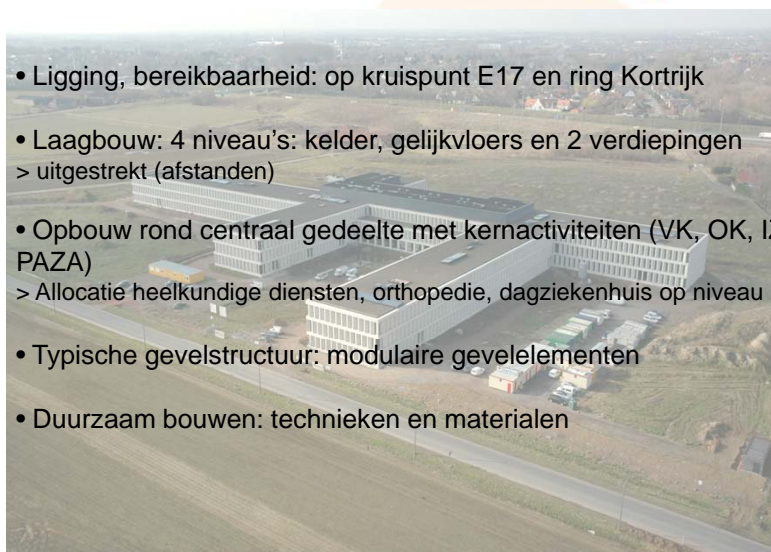 • Ligging, bereikbaarheid: op kruispunt E17 en ring Kortrijk
• Laagbouw: 4 niveau's: kelder, gelijkvloers en 2 verdiepingen
> uitgestrekt (afstanden)
• Opbouw rond centraal gedeelte met kernactiviteiten (VK, OK,
PAZA)
> Allocatie heelkundige diensten, orthopedie, dagziekenhuis op niveau
• Typische gevelstructuur: modulaire gevelelementen
• Duurzaam bouwen: technieken en materialen